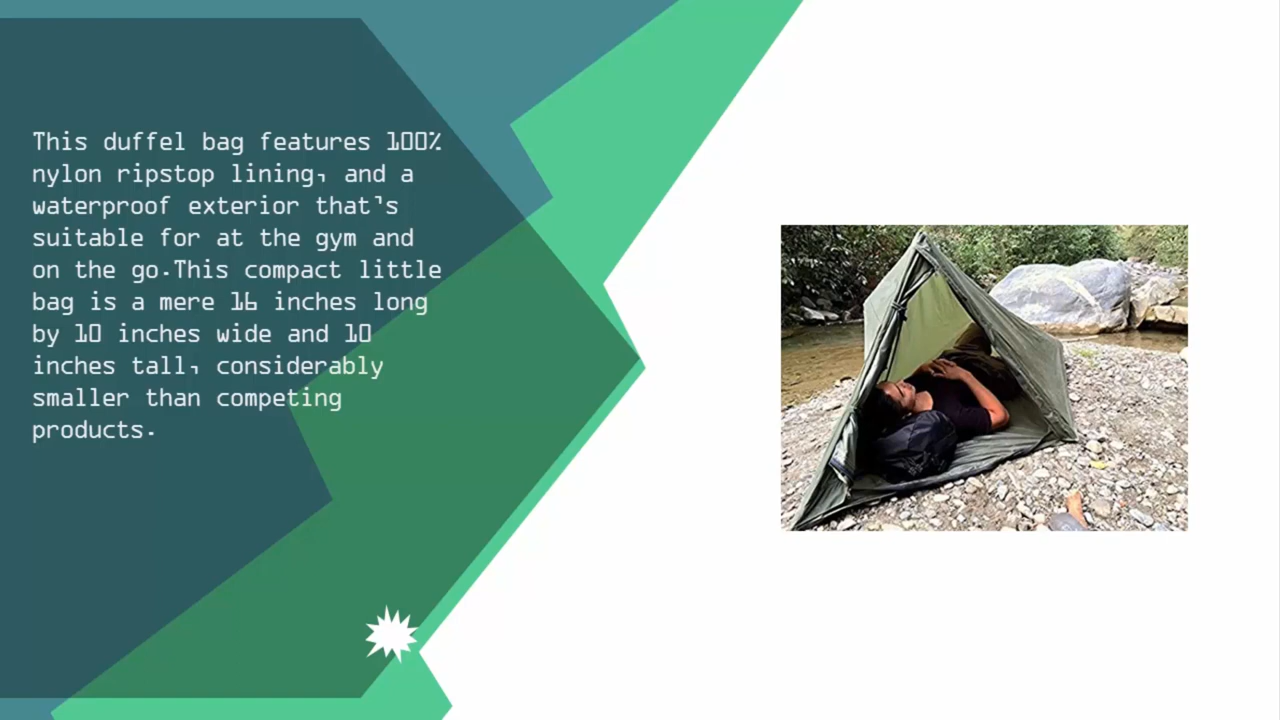 This duffel bag features 100%
nylon ripstop lining, and a
waterproof exterior that's
suitable for at the gym and
on the go.This compact little
bag is a mere 16 inches long
by 10 inches wide and 10
inches tall, considerably
smaller than competing
products.